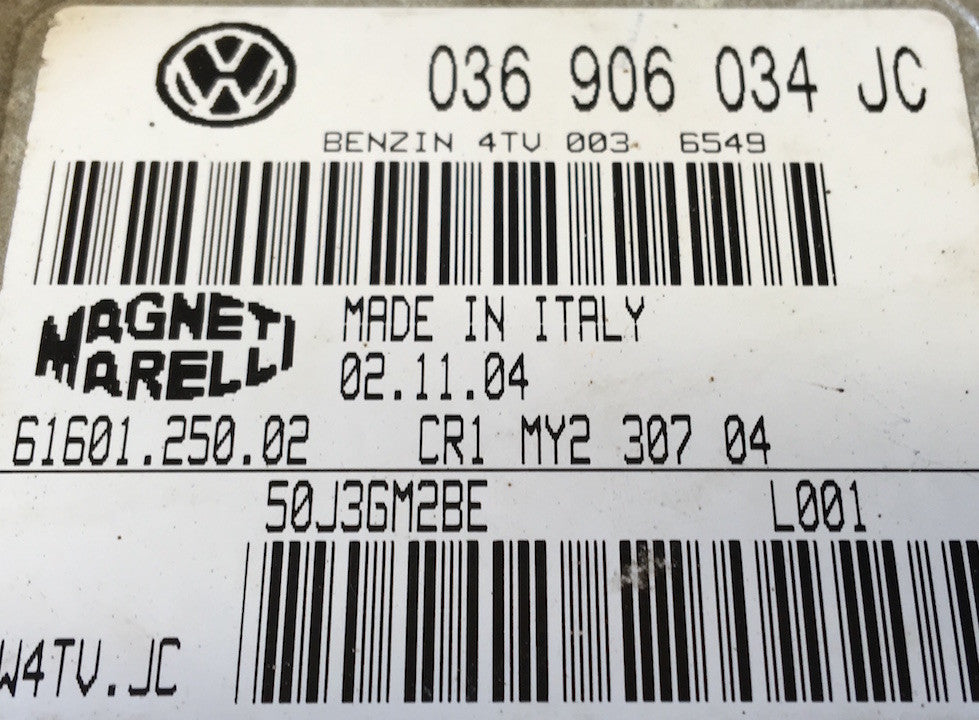 036 906 034 JC
BENZIN 4TV 003 6549
MAGNETI
MARELLI
MADE IN ITALY
02.11.04
61601.250.02 CR1 MY2 307 04
50J3GM2BE L001
W4TV.JC